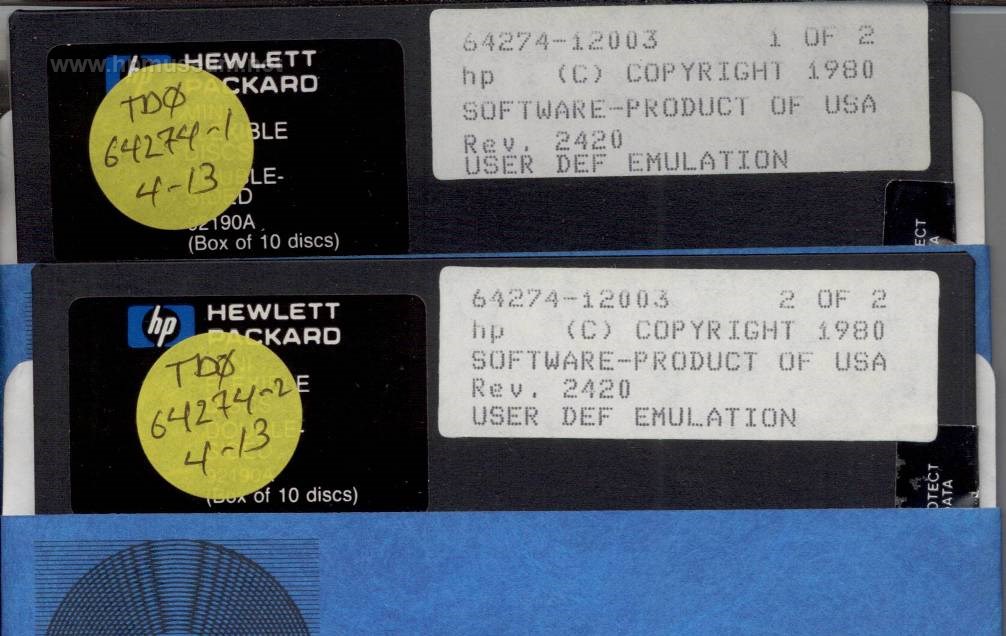 HEWLETT
PACKARD
TDØ
64274-1
4-13
92190A
(Box of 10 discs)
64274-12003 1 OF 2
hp (C) COPYRIGHT 1980
SOFTWARE-PRODUCT OF USA
Rev. 2420
USER DEF EMULATION
hp
HEWLETT
PACKARD
TDØ
64274-2
4-13
(Box of 10 discs)
64274-12003 2 OF 2
hp (C) COPYRIGHT 1980
SOFTWARE-PRODUCT OF USA
Rev. 2420
USER DEF EMULATION